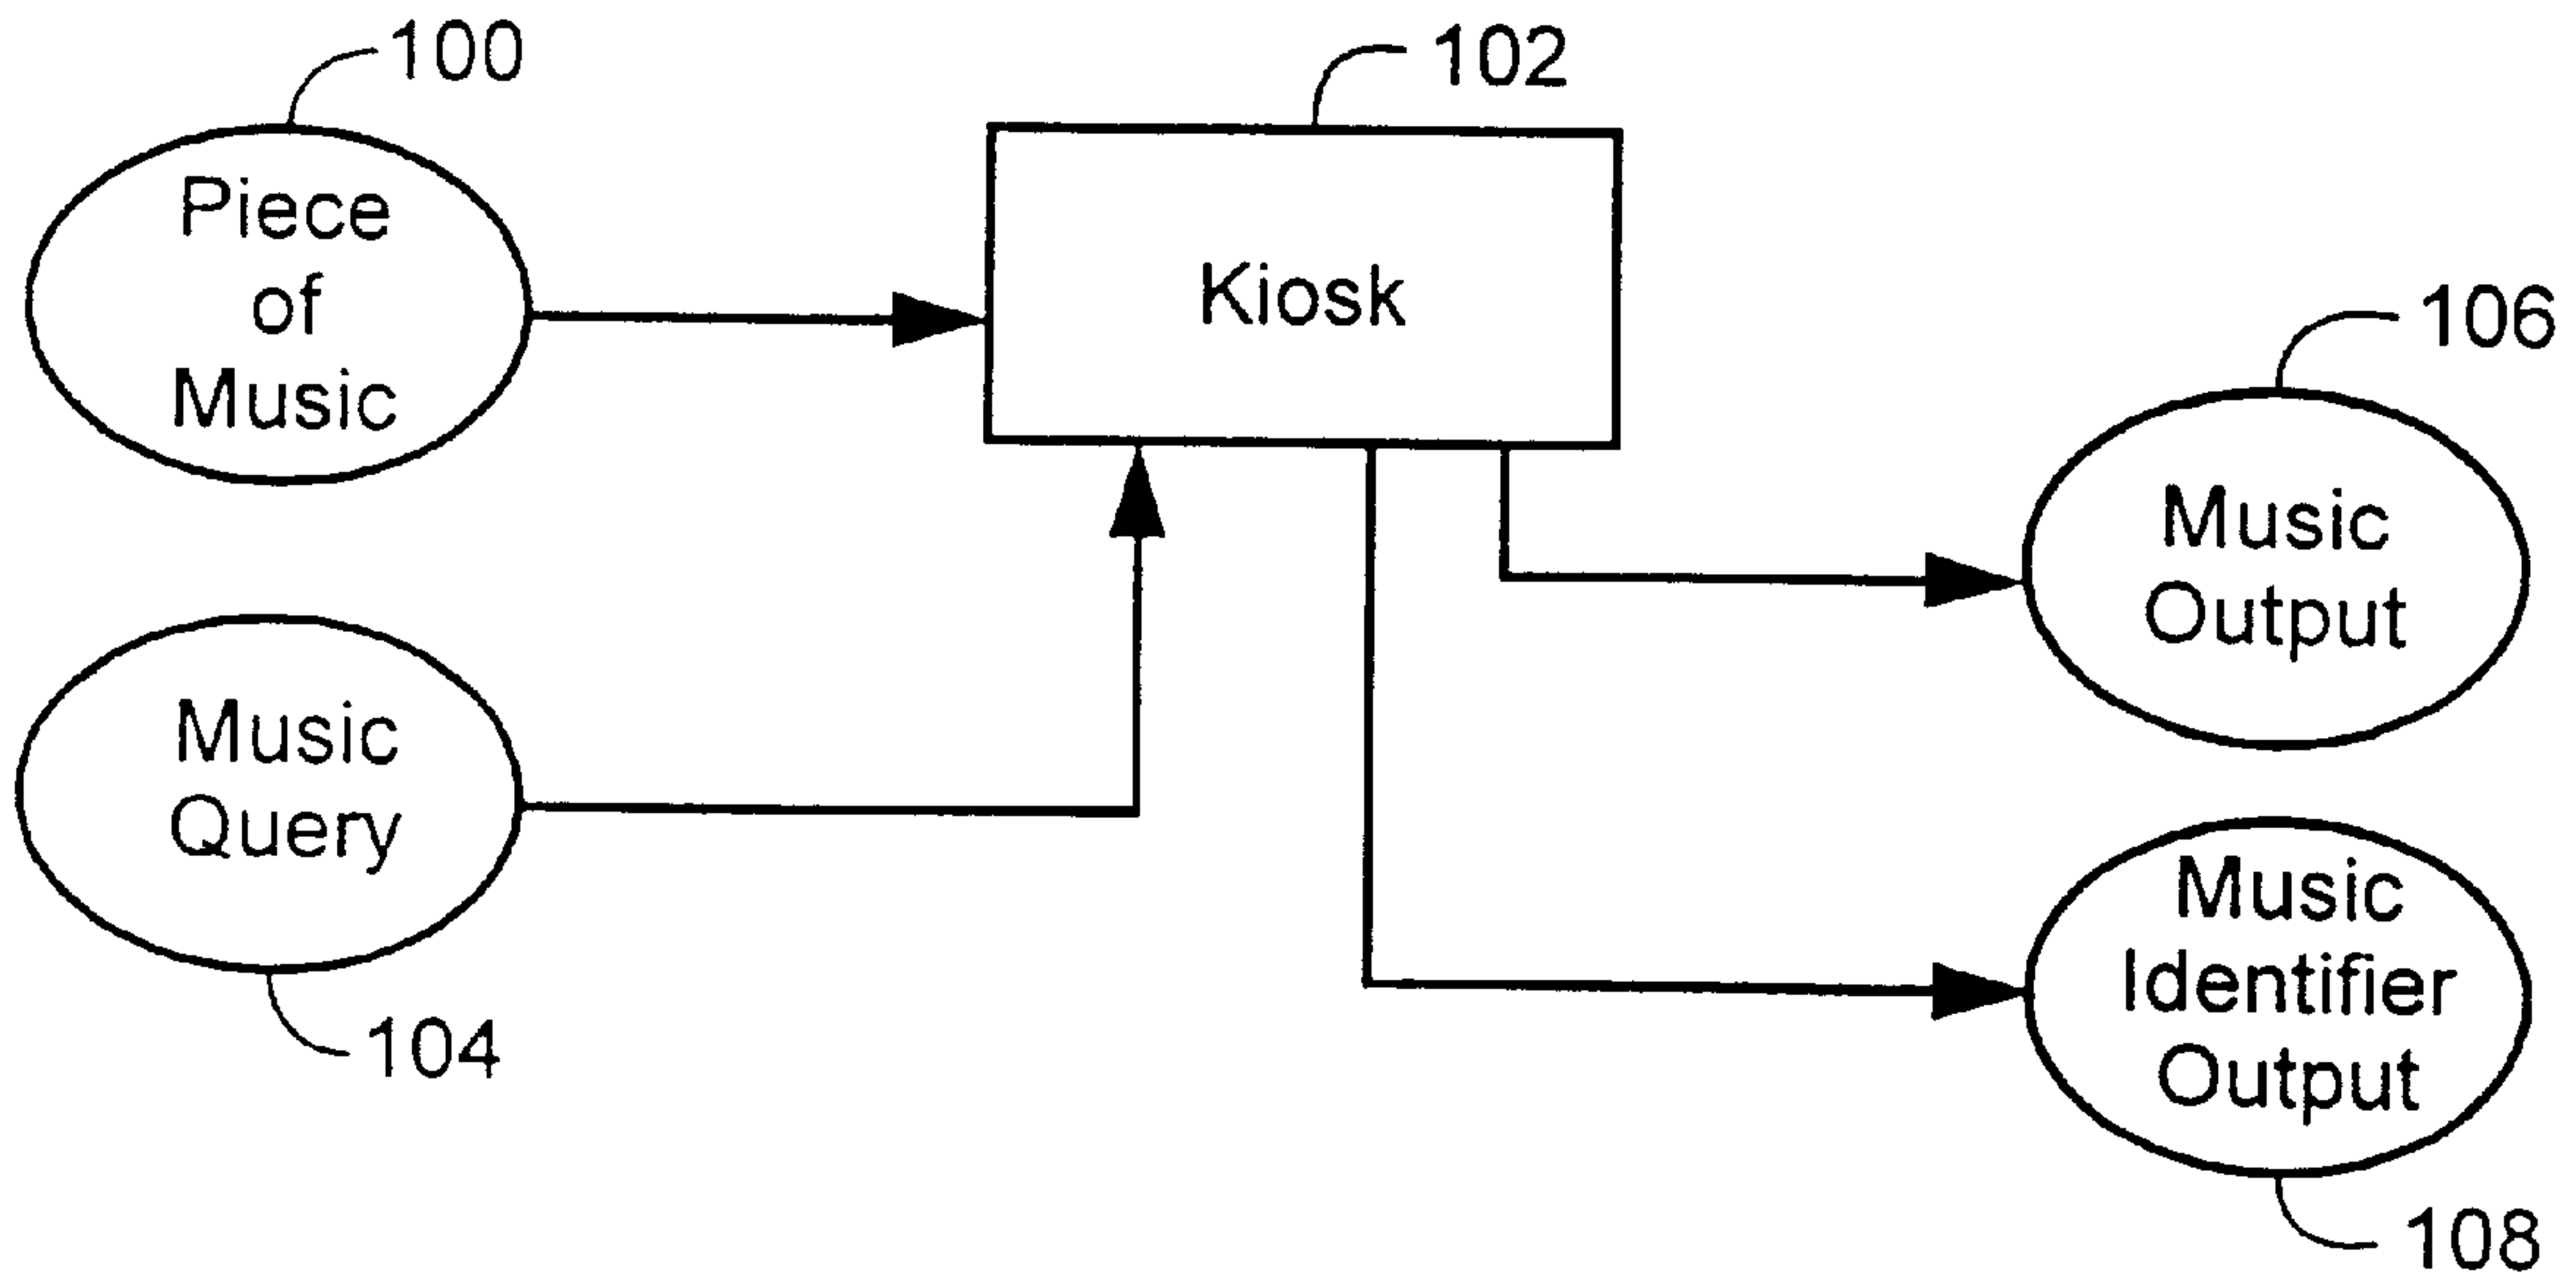 100
Piece
of
Music
102
Kiosk
104
Music
Query
106
Music
Output
108
Music
Identifier
Output